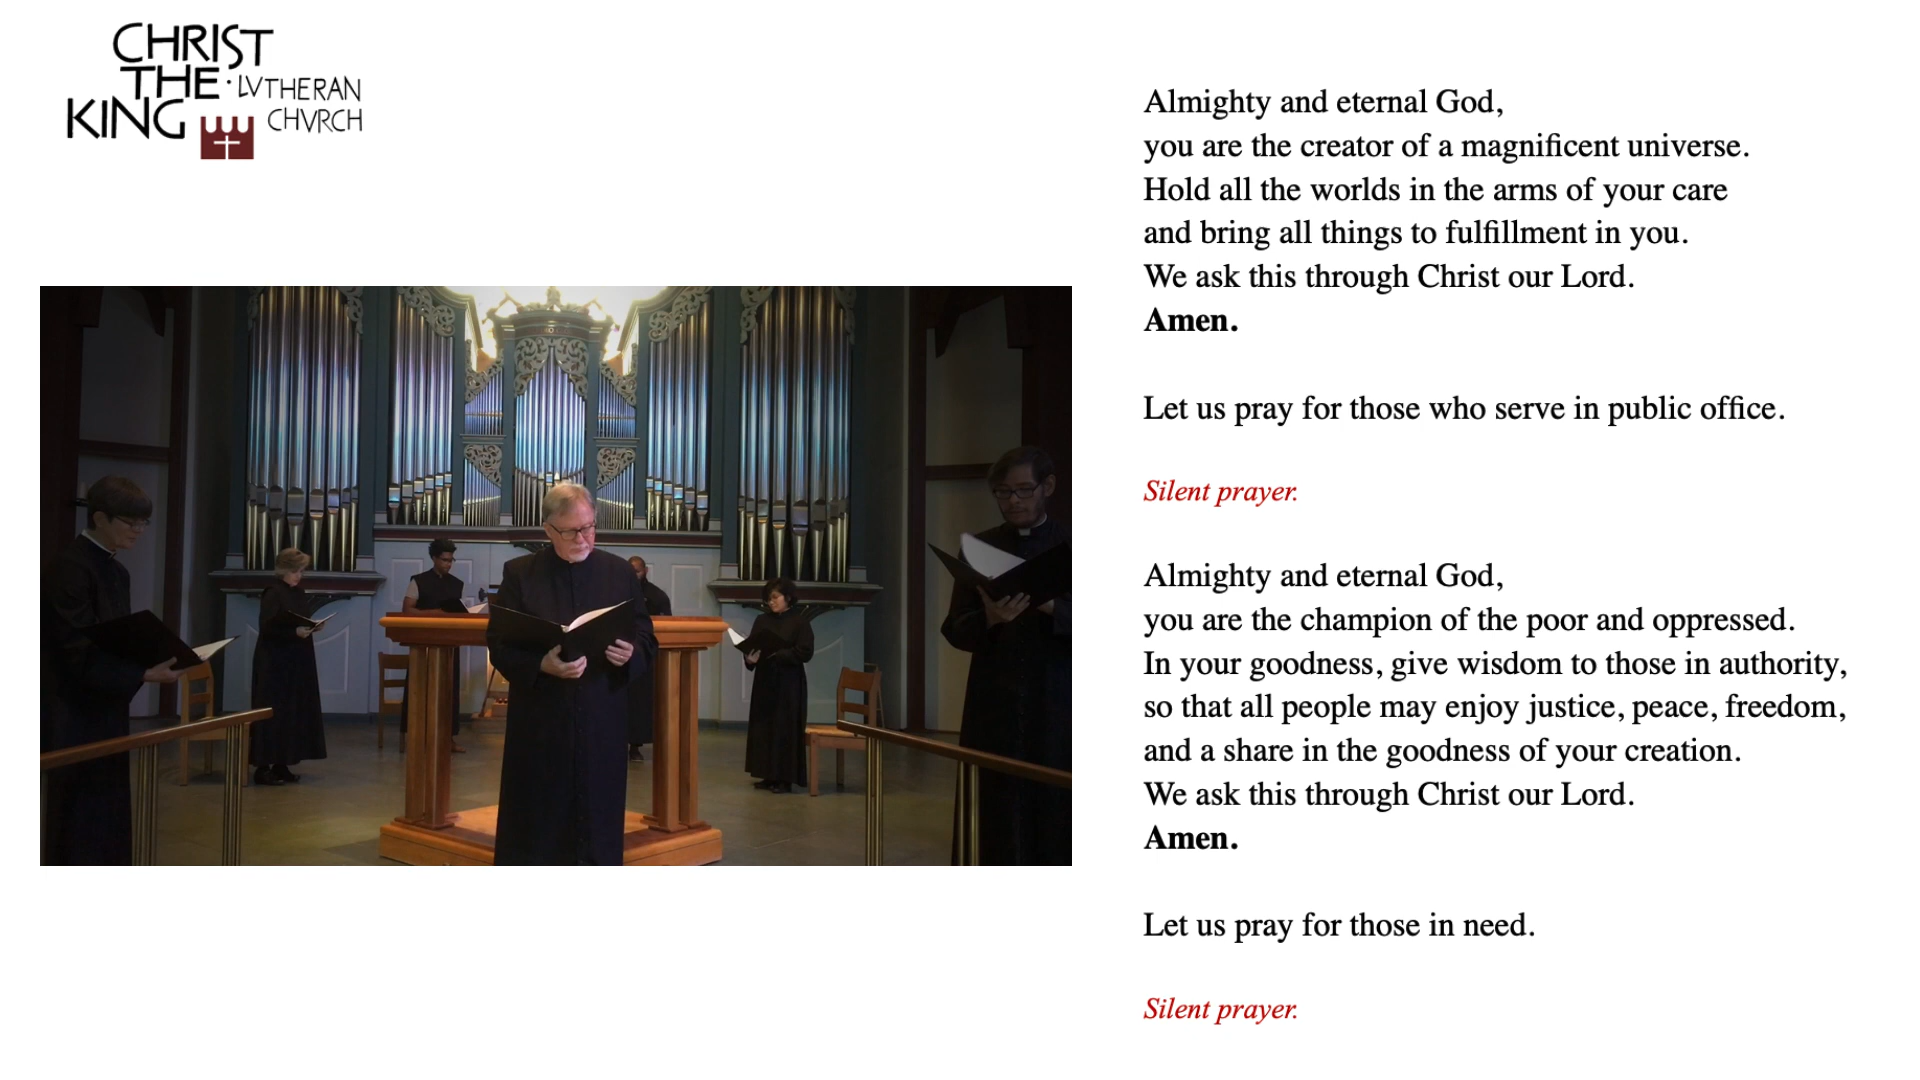 CHRIST
THE · LVTHERAN
KING CHVRCH
Almighty and eternal God,
you are the creator of a magnificent universe.
Hold all the worlds in the arms of your care
and bring all things to fulfillment in you.
We ask this through Christ our Lord.
Amen.
Let us pray for those who serve in public office.
Silent prayer.
Almighty and eternal God,
you are the champion of the poor and oppressed.
In your goodness, give wisdom to those in authority,
so that all people may enjoy justice, peace, freedom,
and a share in the goodness of your creation.
We ask this through Christ our Lord.
Amen.
Let us pray for those in need.
Silent prayer.